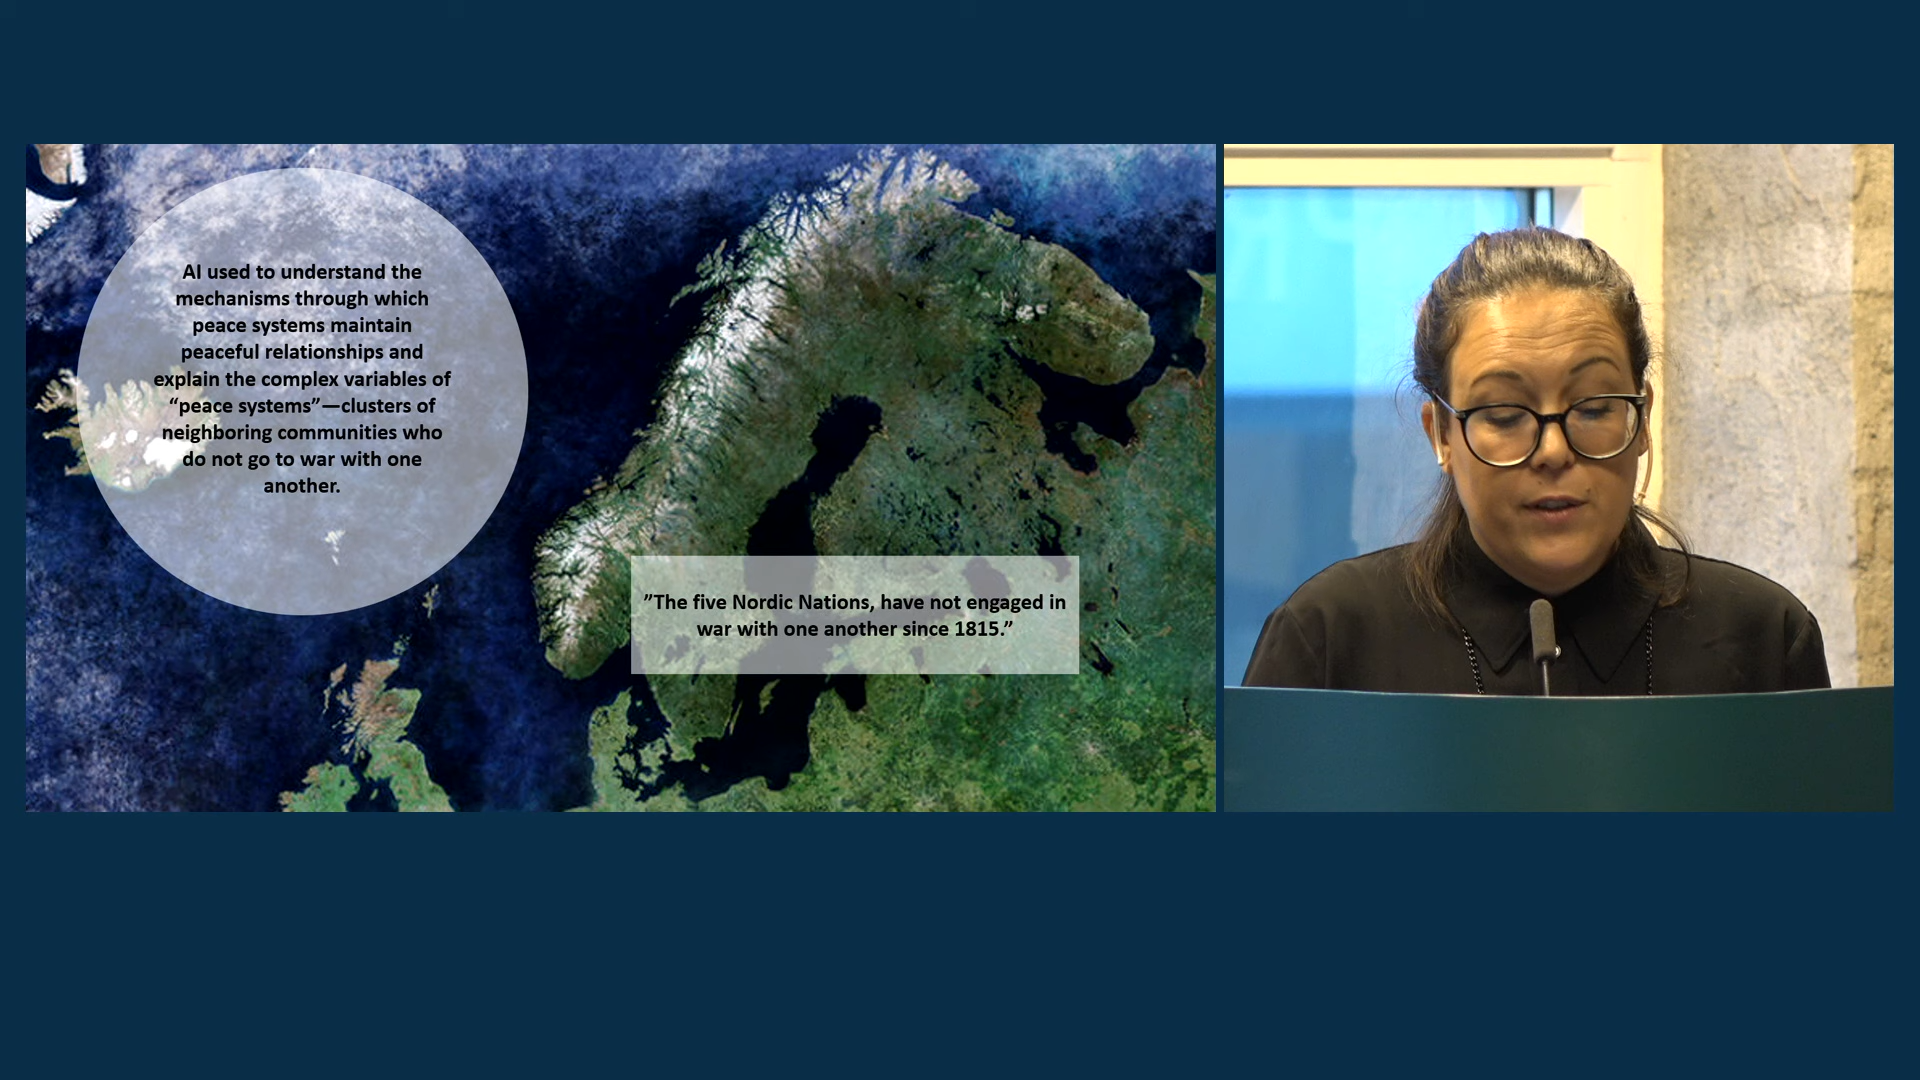 AI used to understand the
mechanisms through which
peace systems maintain
peaceful relationships and
explain the complex variables of
“peace systems”—clusters of
neighboring communities who
do not go to war with one
another.
”The five Nordic Nations, have not engaged in
war with one another since 1815.”